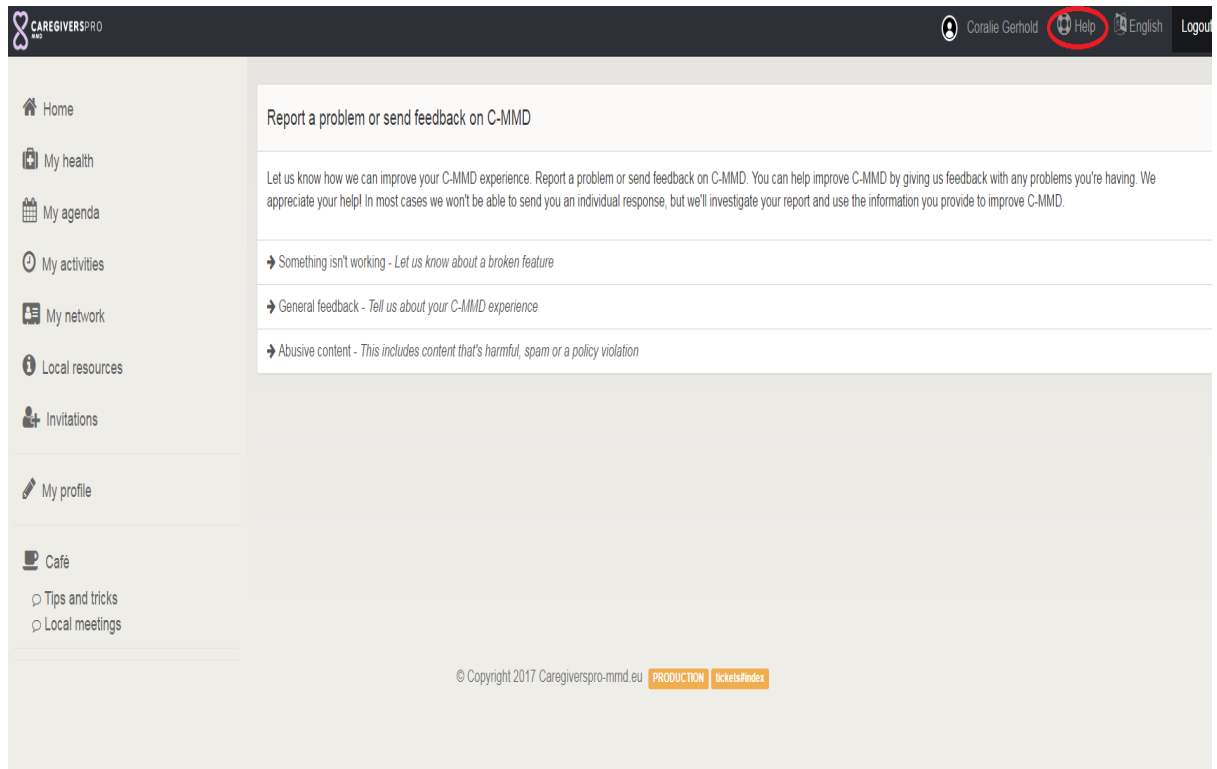 CAREGIVERSPRO
MMD
Coralie Gerhold Help English Logout
Home
My health
My agenda
My activities
My network
Local resources
Invitations
My profile
Café
Tips and tricks
Local meetings
Report a problem or send feedback on C-MMD
Let us know how we can improve your C-MMD experience. Report a problem or send feedback on C-MMD. You can help improve C-MMD by giving us feedback with any problems you're having. We
appreciate your help! In most cases we won't be able to send you an individual response, but we'll investigate your report and use the information you provide to improve C-MMD.
Something isn't working - Let us know about a broken feature
General feedback - Tell us about your C-MMD experience
Abusive content - This includes content that's harmful, spam or a policy violation
© Copyright 2017 Caregiverspro-mmd.eu PRODUCTION tickets#index